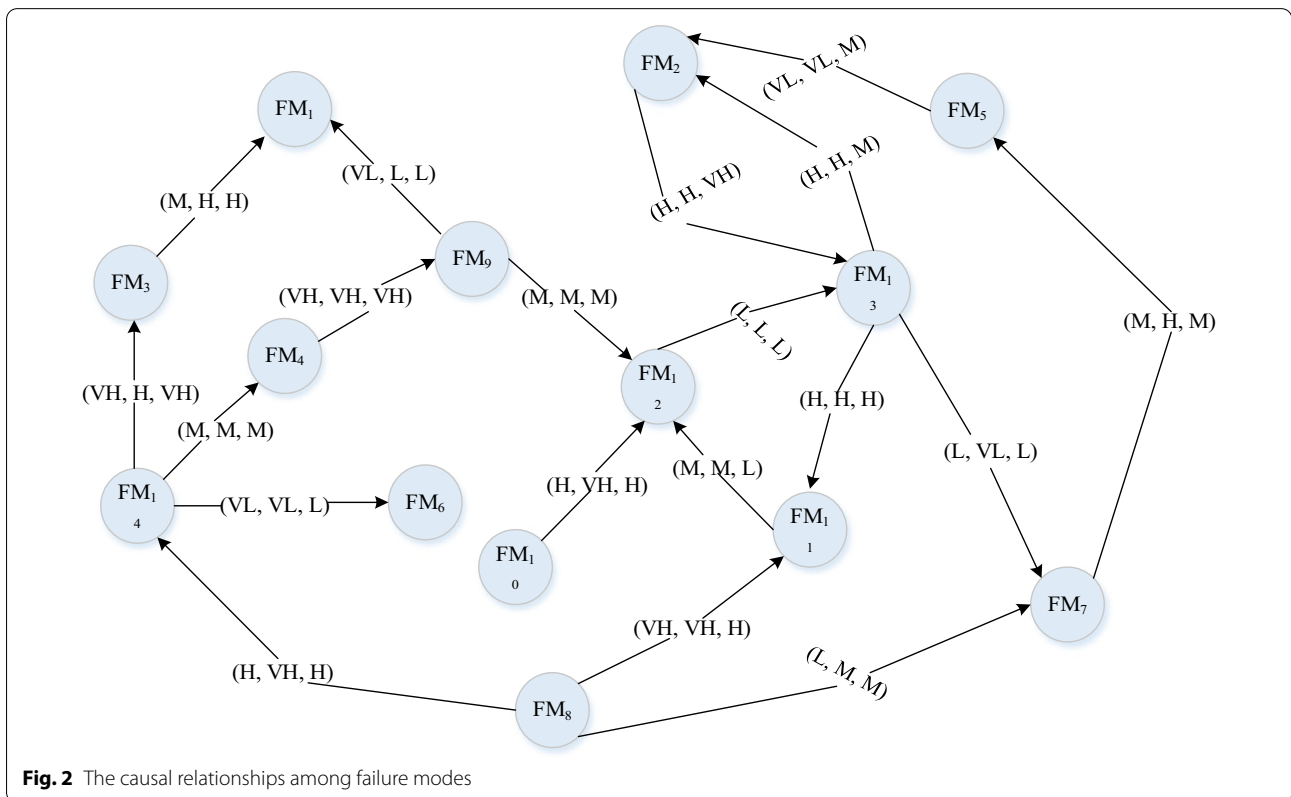 FM₂
(VL, VL, M)
FM₅
FM₁
(VL, L, L)
(H, H, M)
(M, H, H)
(H, H, VH)
FM₃
FM₉
FM₁
3
(VH, VH, VH)
(M, M, M)
(L, L, L)
(M, H, M)
FM₄
FM₁
2
(VH, H, VH)
(H, H, H)
(M, M, M)
(L, VL, L)
(M, M, L)
(H, VH, H)
FM₁
4
(VL, VL, L)
FM₆
FM₁
1
FM₁
0
FM₇
(VH, VH, H)
(H, VH, H)
(L, M, M)
FM₈
Fig. 2 The causal relationships among failure modes